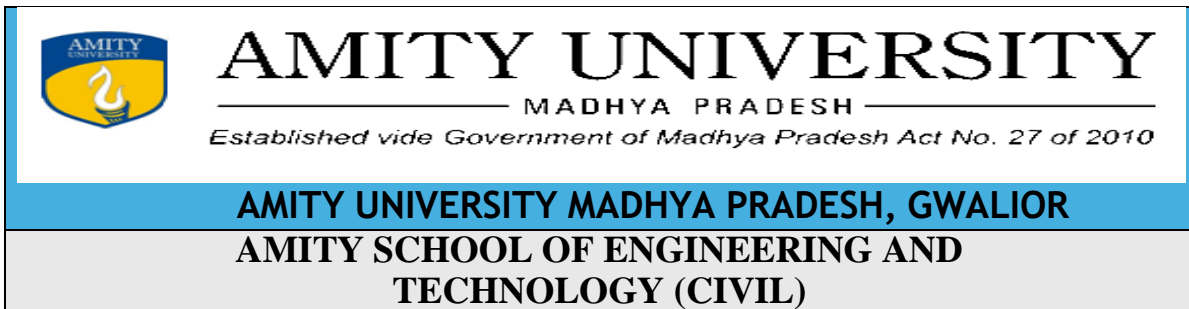 AMITY
UNIVERSITY
AMITY UNIVERSITY
MADHYA PRADESH
Established vide Government of Madhya Pradesh Act No. 27 of 2010
AMITY UNIVERSITY MADHYA PRADESH, GWALIOR
AMITY SCHOOL OF ENGINEERING AND
TECHNOLOGY (CIVIL)